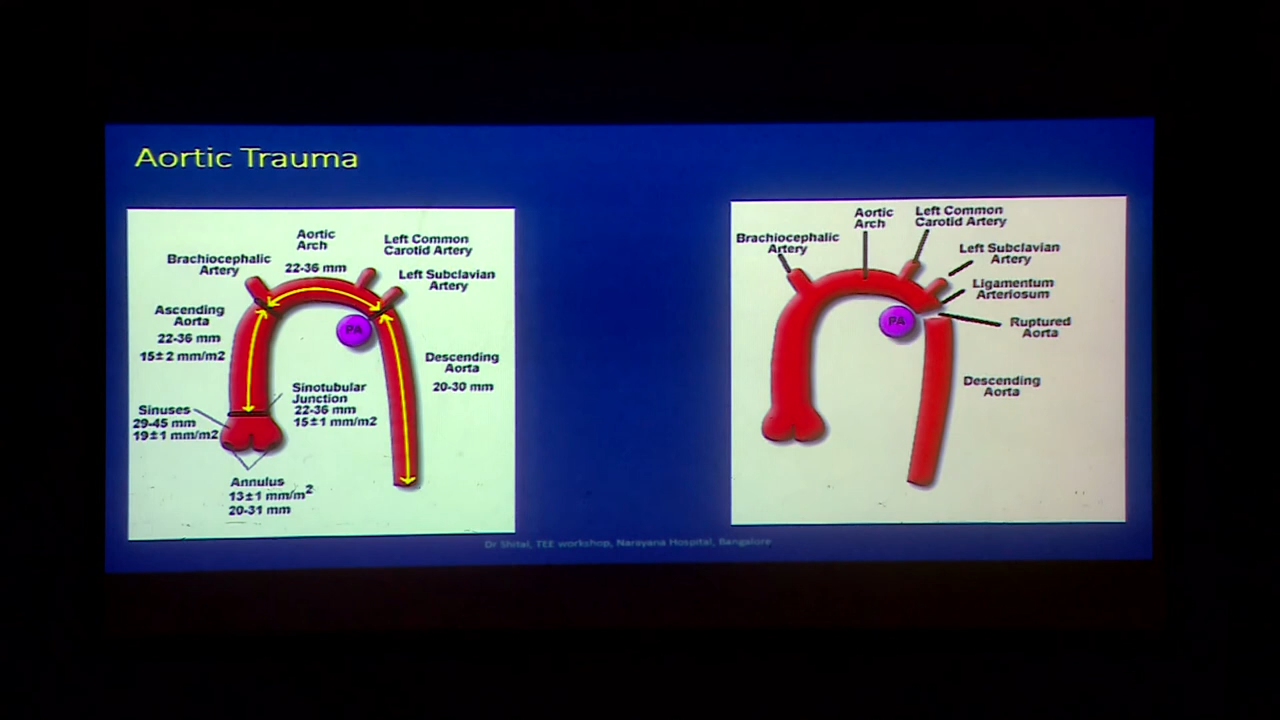 Aortic Trauma
Aortic
Arch
22-36 mm
Left Common
Carotid Artery
Brachiocephalic
Artery
Left Subclavian
Artery
Ascending
Aorta
22-36 mm
15±2 mm/m2
PA
Descending
Aorta
20-30 mm
Sinotubular
Junction
22-36 mm
15±1 mm/m2
Sinuses
29-45 mm
19±1 mm/m2
Annulus
13±1 mm/m2
20-31 mm
Aortic
Arch
Left Common
Carotid Artery
Brachiocephalic
Artery
Left Subclavian
Artery
Ligamentum
Arteriosum
PA
Ruptured
Aorta
Descending
Aorta
Dr Shital, TEE workshop, Narayana Hospital, Bangalore